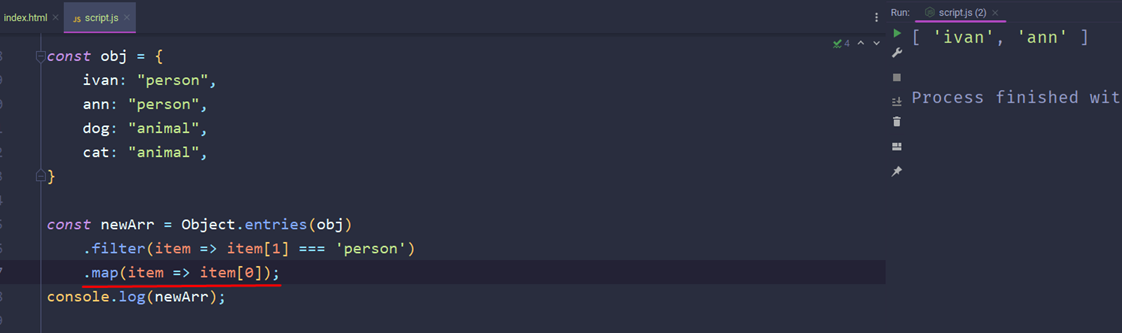 index.html
script.js
Run:
script.js (2)
4
const obj = {
    ivan: "person",
    ann: "person",
    dog: "animal",
    cat: "animal",
}
const newArr = Object.entries(obj)
    .filter(item => item[1] === 'person')
    .map(item => item[0]);
console.log(newArr);
[ 'ivan', 'ann' ]
Process finished wit